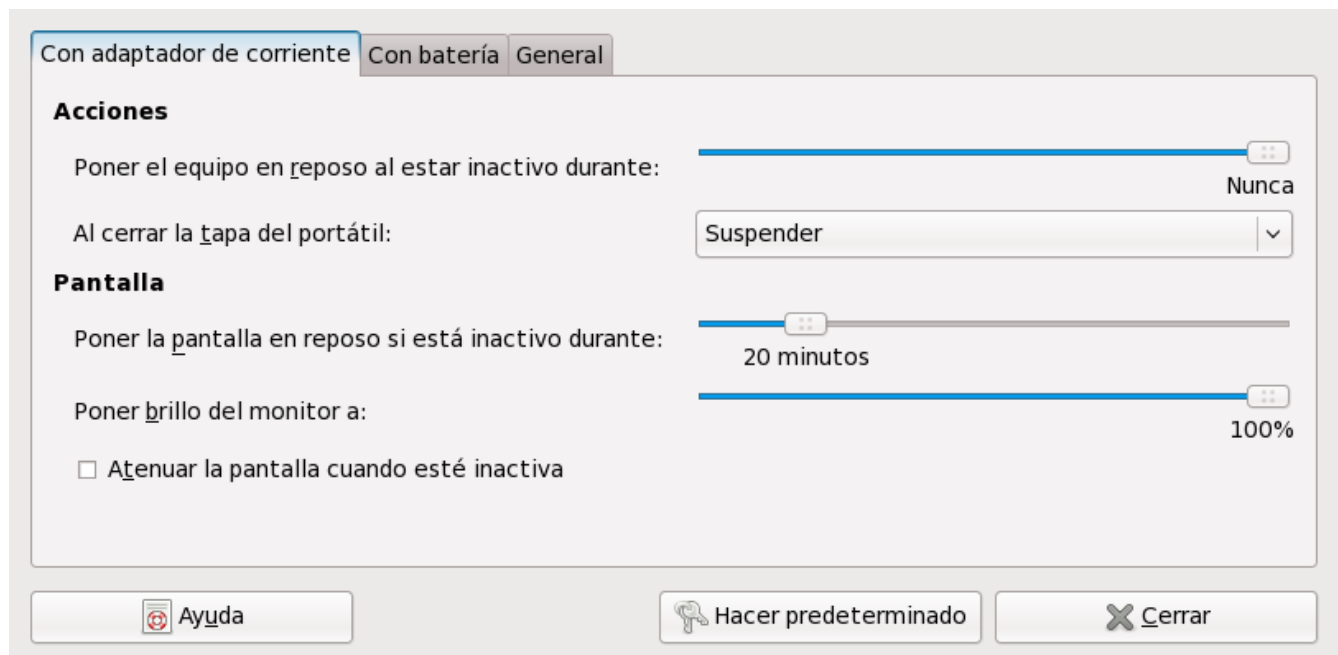 Con adaptador de corriente Con batería General
Acciones
Poner el equipo en reposo al estar inactivo durante:
Nunca
Al cerrar la tapa del portátil: Suspender
Pantalla
Poner la pantalla en reposo si está inactivo durante:
20 minutos
Poner brillo del monitor a:
100%
Atenuar la pantalla cuando esté inactiva
Ayuda Hacer predeterminado Cerrar